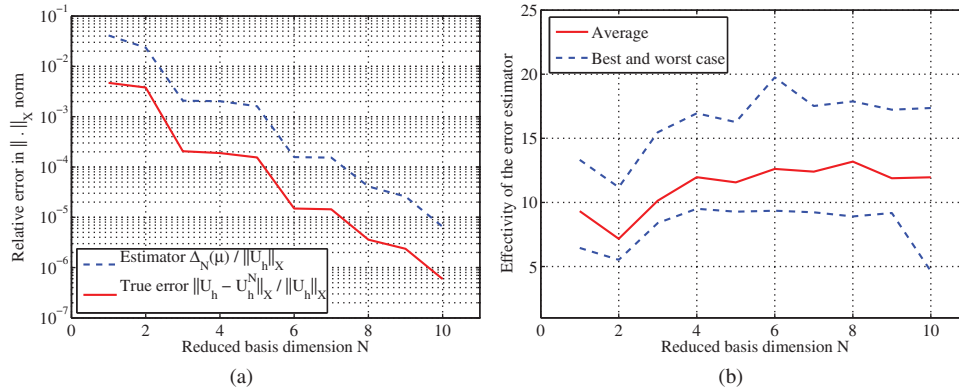 10^-1
10^-2
10^-3
10^-4
10^-5
10^-6
10^-7
0 2 4 6 8 10
Relative error in ‖ . ‖_X norm
Reduced basis dimension N
Estimator Δ_N(μ) / ‖U_h‖_X
True error ‖U_h − U_h^N‖_X / ‖U_h‖_X
(a)
25
20
15
10
5
0 2 4 6 8 10
Effectivity of the error estimator
Reduced basis dimension N
Average
Best and worst case
(b)